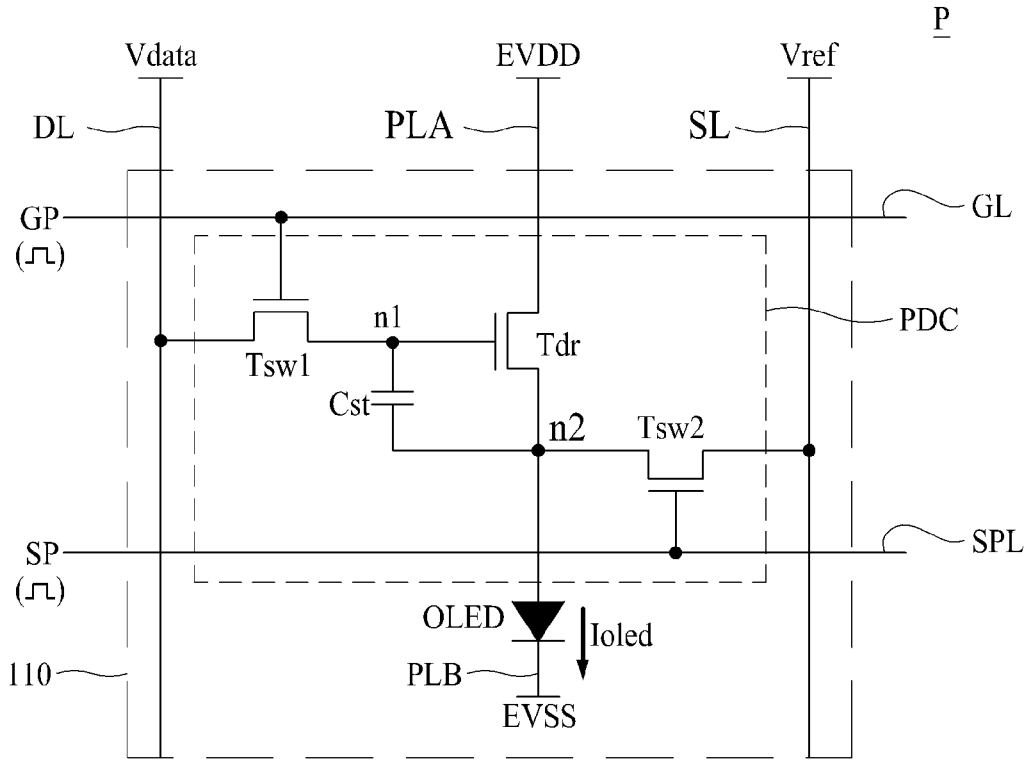 P
Vdata
EVDD
Vref
DL
PLA
SL
GP
GL
n1
Tdr
PDC
Tsw1
Cst
n2
Tsw2
SP
SPL
OLED
Ioled
110
PLB
EVSS